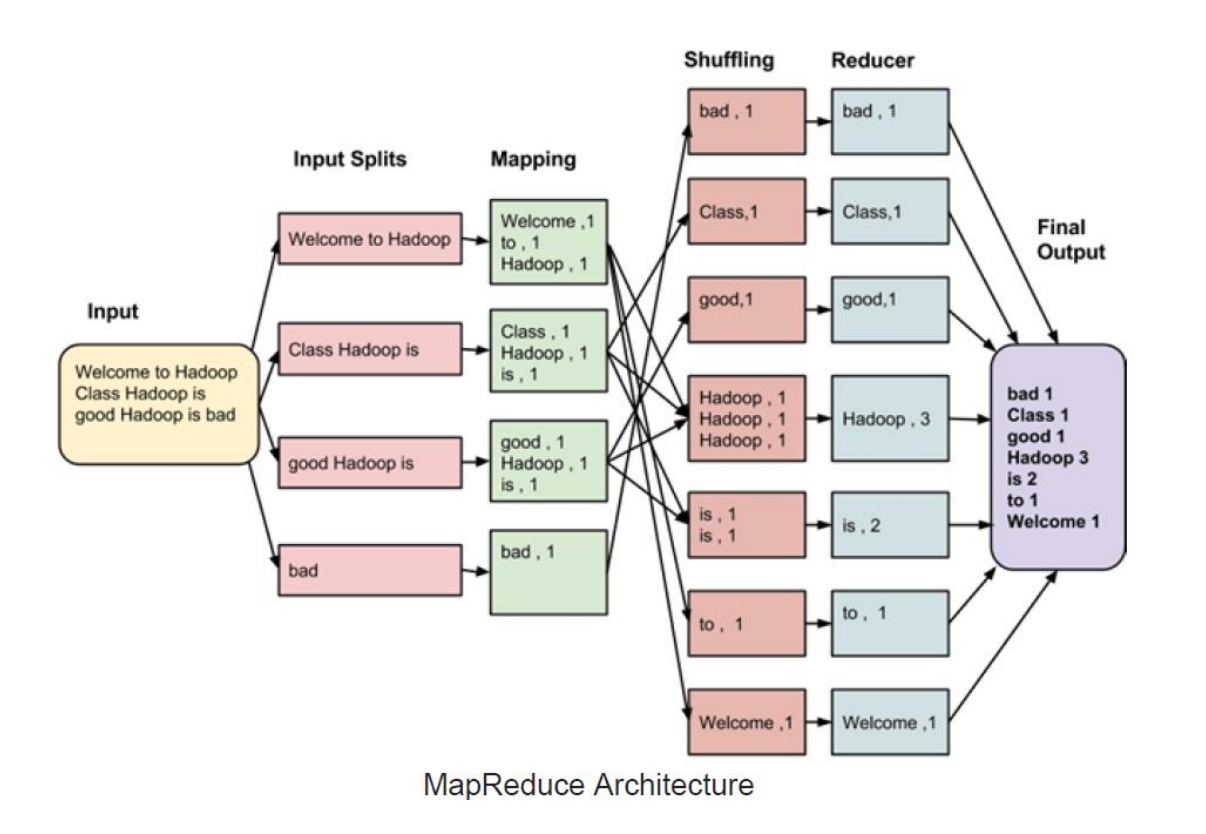 Shuffling
Reducer
bad , 1
bad , 1
Input Splits
Mapping
Class,1
Class,1
Welcome to Hadoop
Welcome ,1
to , 1
Hadoop , 1
Final
Output
Input
good,1
good,1
Class Hadoop is
Class , 1
Hadoop , 1
is , 1
Welcome to Hadoop
Class Hadoop is
good Hadoop is bad
Hadoop , 1
Hadoop , 1
Hadoop , 1
Hadoop , 3
bad 1
Class 1
good 1
Hadoop 3
is 2
to 1
Welcome 1
good Hadoop is
good , 1
Hadoop , 1
is , 1
is , 1
is , 1
is , 2
bad
bad , 1
to , 1
to , 1
Welcome ,1
Welcome ,1
MapReduce Architecture